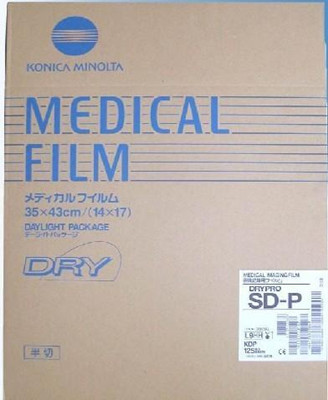 KONICA MINOLTA
MEDICAL
FILM
メディカルフイルム
35×43cm/(14×17)
DAYLIGHT PACKAGE
デーライトパッケージ
DRY
半切
MEDICAL IMAGING FILM
DRYPRO
SD-P
KDP
125